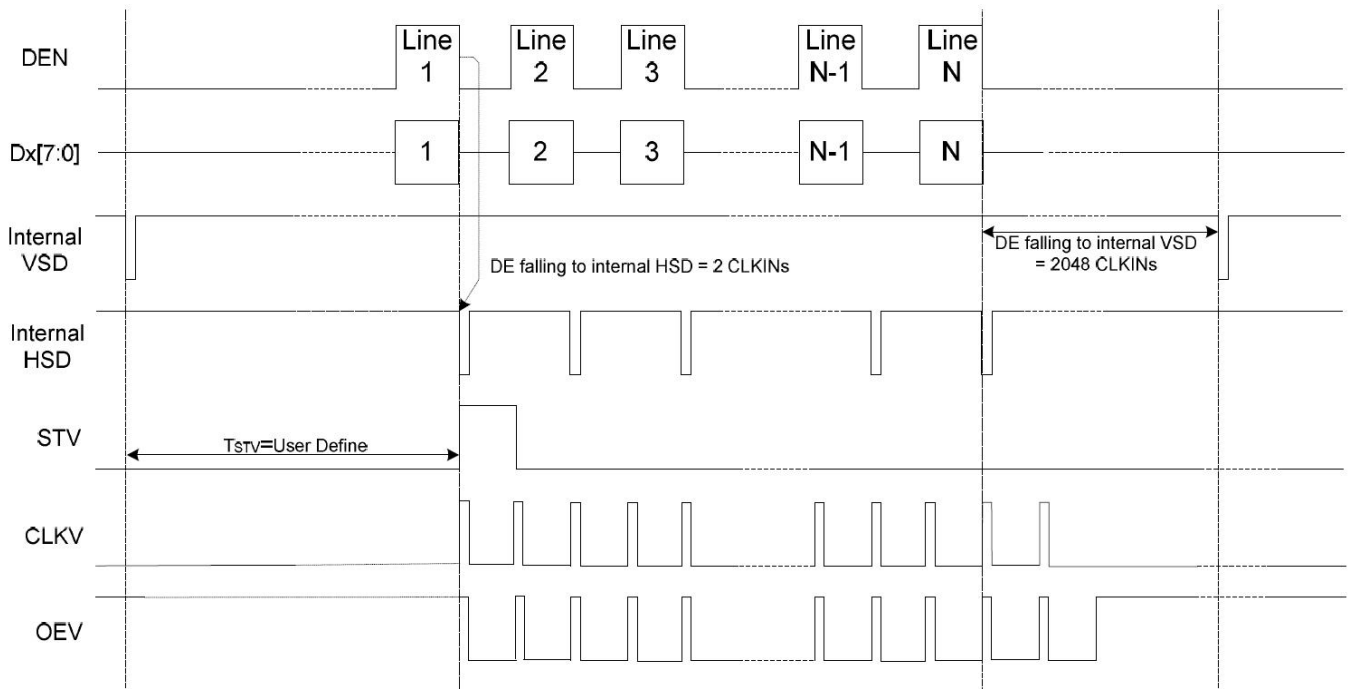 DEN
Line
1
Line
2
Line
3
Line
N-1
Line
N
Dx[7:0]
1
2
3
N-1
N
Internal
VSD
DE falling to internal HSD = 2 CLKINs
DE falling to internal VSD
= 2048 CLKINs
Internal
HSD
STV
TSTV=User Define
CLKV
OEV